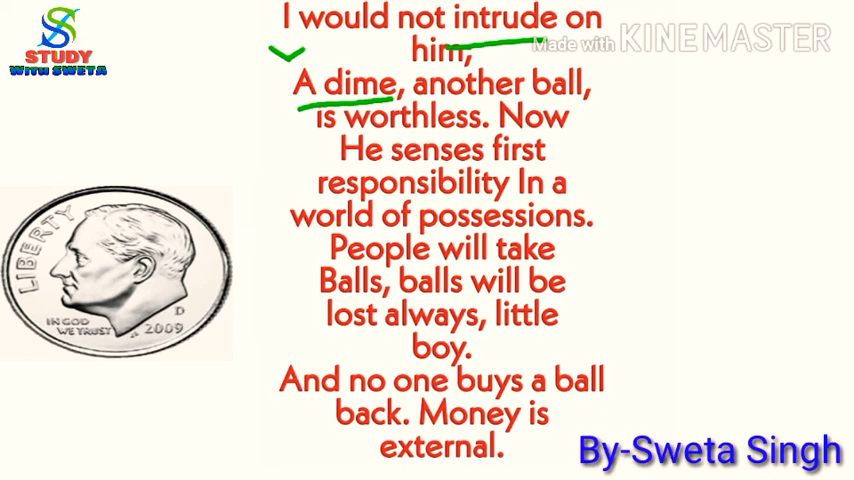 STUDY
WITH SWETA
I would not intrude on
him,
Made with KINEMASTER
A dime, another ball,
is worthless. Now
He senses first
responsibility In a
world of possessions.
People will take
Balls, balls will be
lost always, little
boy.
And no one buys a ball
back. Money is
external.
LIBERTY
IN GOD
WE TRUST
D
2009
By-Sweta Singh